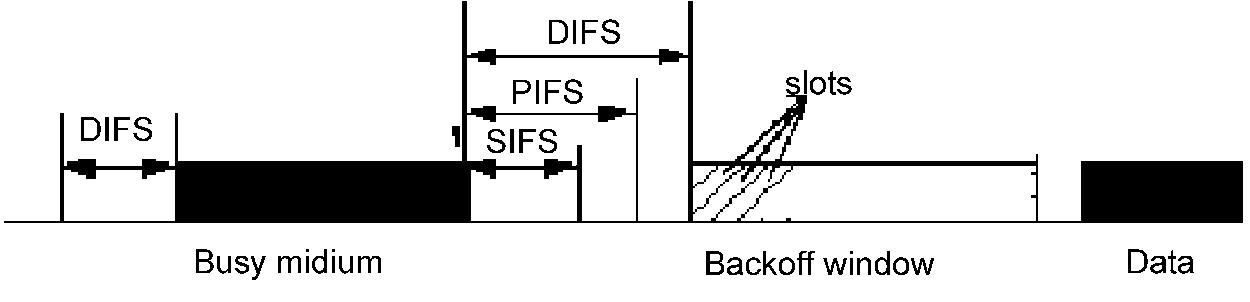 DIFS
PIFS
slots
DIFS
SIFS
Busy midium
Backoff window
Data